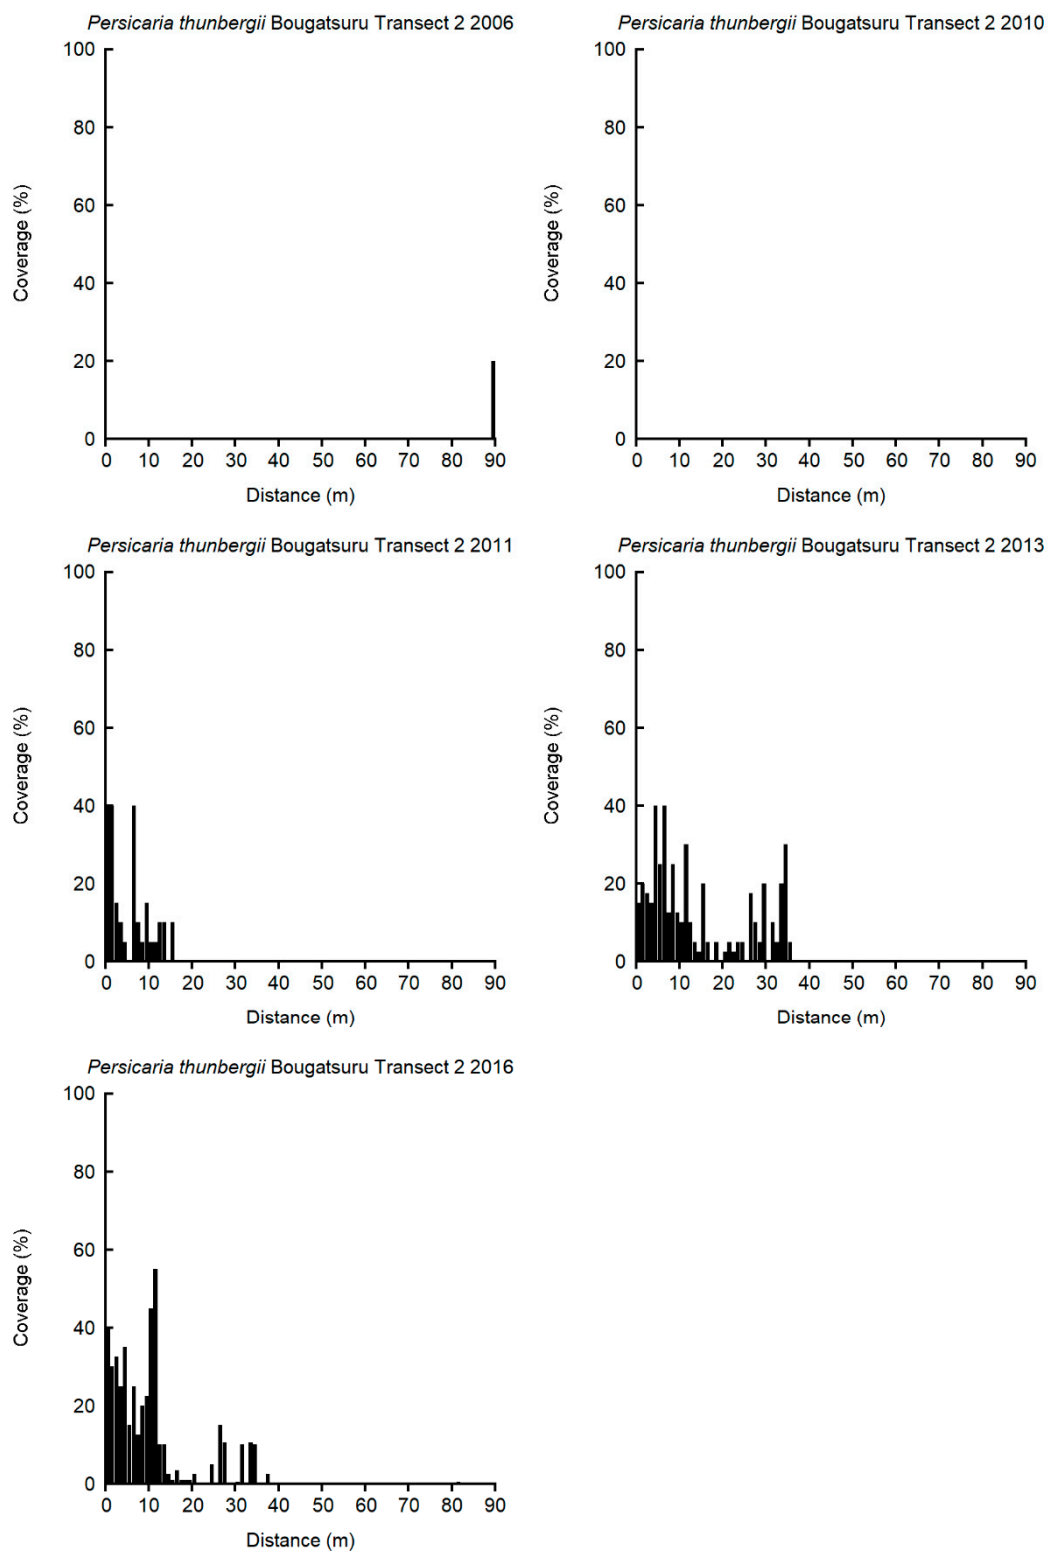 Persicaria thunbergii Bougatsuru Transect 2 2006
100
80
60
40
20
0
Coverage (%)
0 10 20 30 40 50 60 70 80 90
Distance (m)
Persicaria thunbergii Bougatsuru Transect 2 2010
100
80
60
40
20
0
Coverage (%)
0 10 20 30 40 50 60 70 80 90
Distance (m)
Persicaria thunbergii Bougatsuru Transect 2 2011
100
80
60
40
20
0
Coverage (%)
0 10 20 30 40 50 60 70 80 90
Distance (m)
Persicaria thunbergii Bougatsuru Transect 2 2013
100
80
60
40
20
0
Coverage (%)
0 10 20 30 40 50 60 70 80 90
Distance (m)
Persicaria thunbergii Bougatsuru Transect 2 2016
100
80
60
40
20
0
Coverage (%)
0 10 20 30 40 50 60 70 80 90
Distance (m)